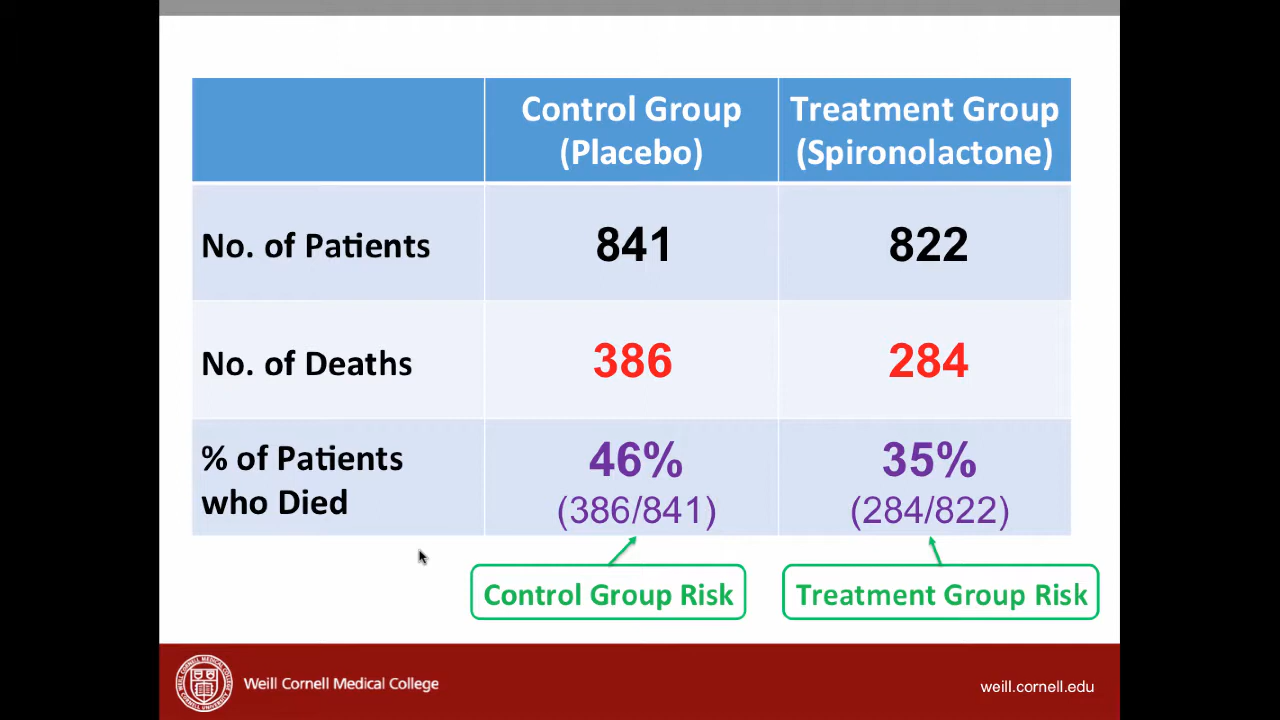 Control Group
(Placebo)
Treatment Group
(Spironolactone)
No. of Patients
841
822
No. of Deaths
386
284
% of Patients
who Died
46%
(386/841)
35%
(284/822)
Control Group Risk
Treatment Group Risk
Weill Cornell Medical College
weill.cornell.edu